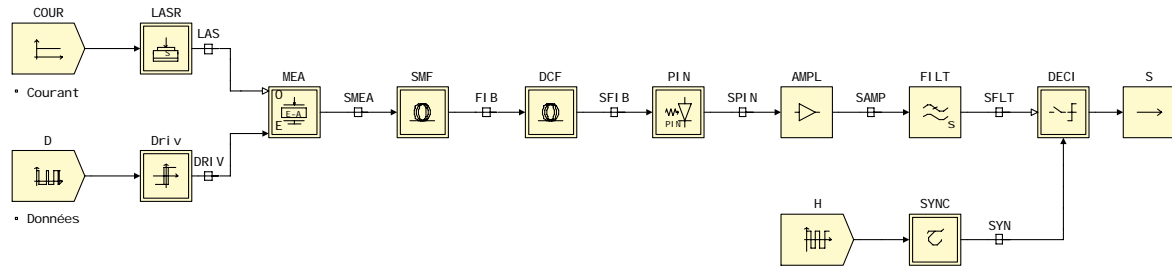 COUR
LASR
LAS
• Courant
MEA
O
E-A
E
SMEA
SMF
FIB
DCF
SFIB
PIN
PIN
SPIN
AMPL
SAMP
FILT
S
SFLT
DECI
S
D
Driv
DRIV
• Données
H
SYNC
SYN
S